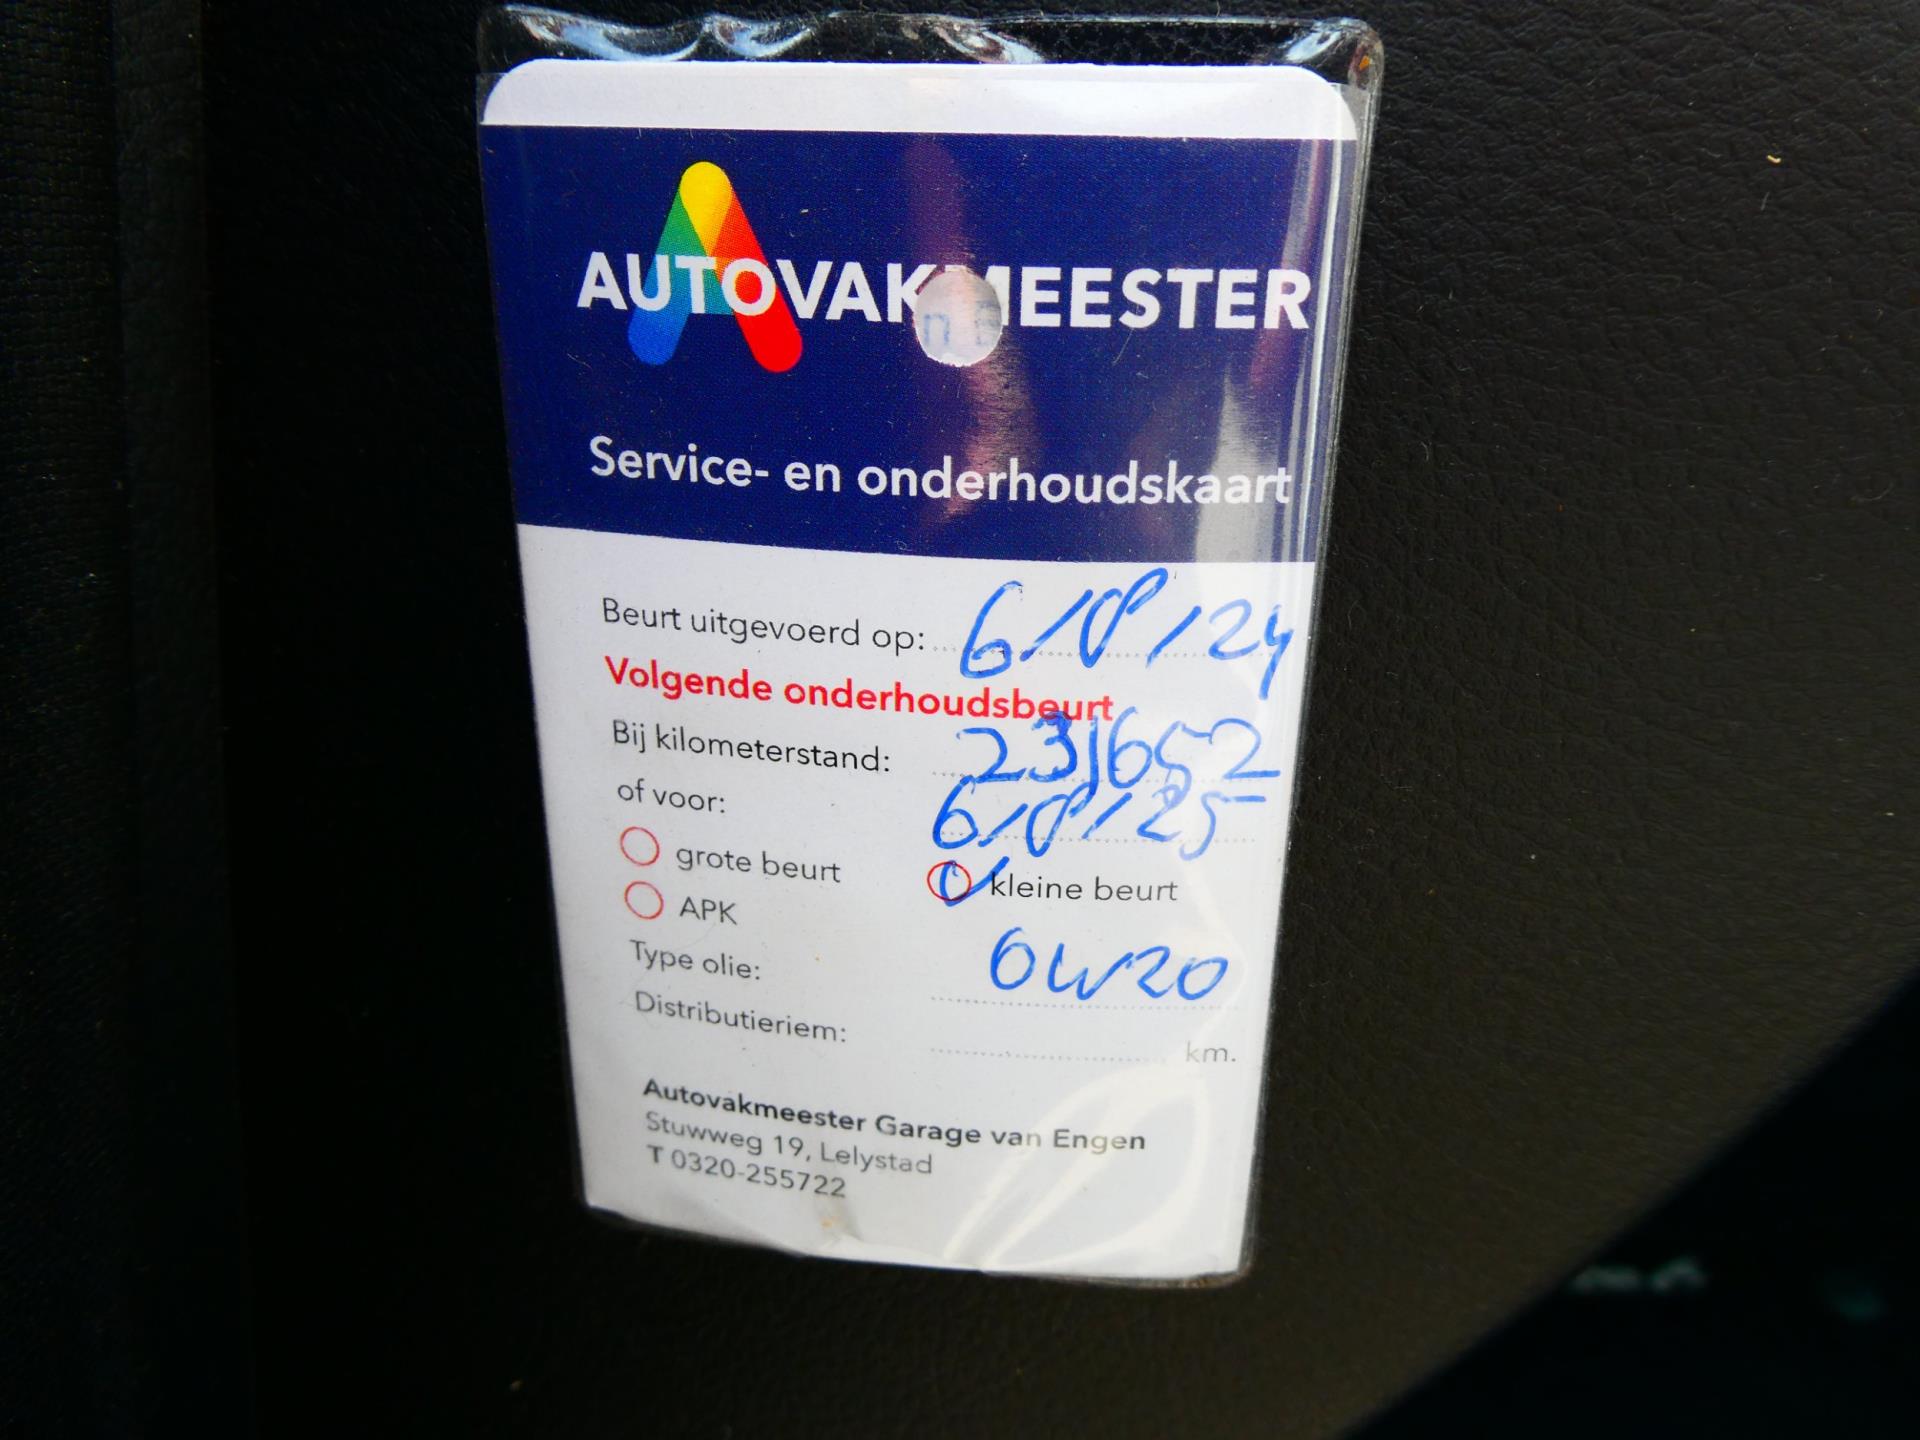 AUTOVAKMEESTER
Service- en onderhoudskaart
Beurt uitgevoerd op: 6/8/24
Volgende onderhoudsbeurt
Bij kilometerstand: 231652
of voor: 6/8/25
grote beurt kleine beurt
APK
Type olie: 0W20
Distributieriem: km.
Autovakmeester Garage van Engen
Stuwweg 19, Lelystad
T 0320-255722